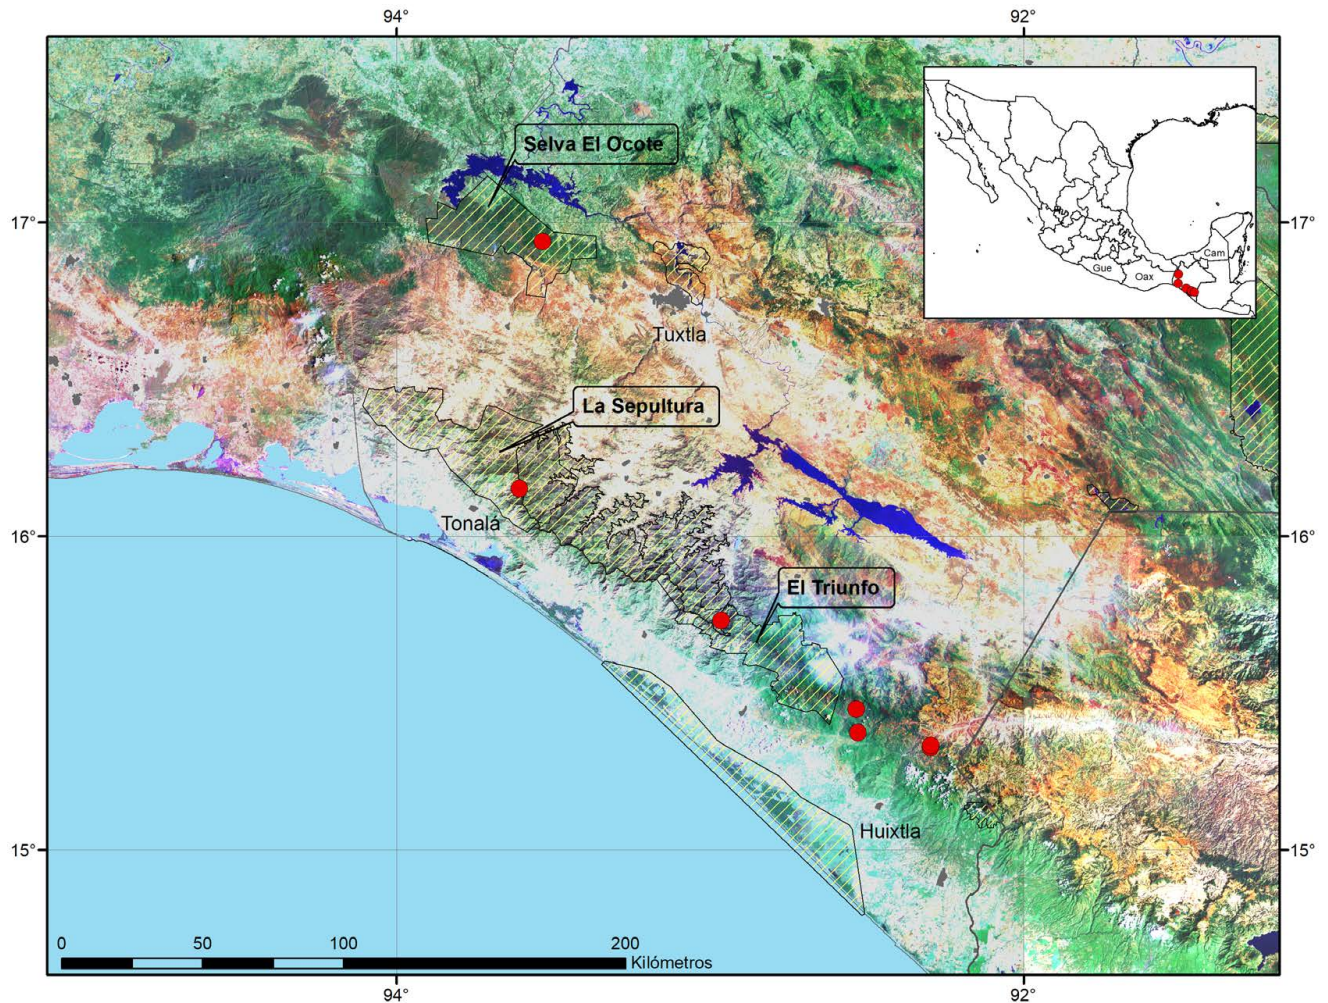 94°
92°
Selva El Ocote
17°
17°
Cam
Gue
Oax
Tuxtla
La Sepultura
Tonalá
16°
16°
El Triunfo
Huixtla
15°
15°
0 50 100 200
Kilómetros
94°
92°